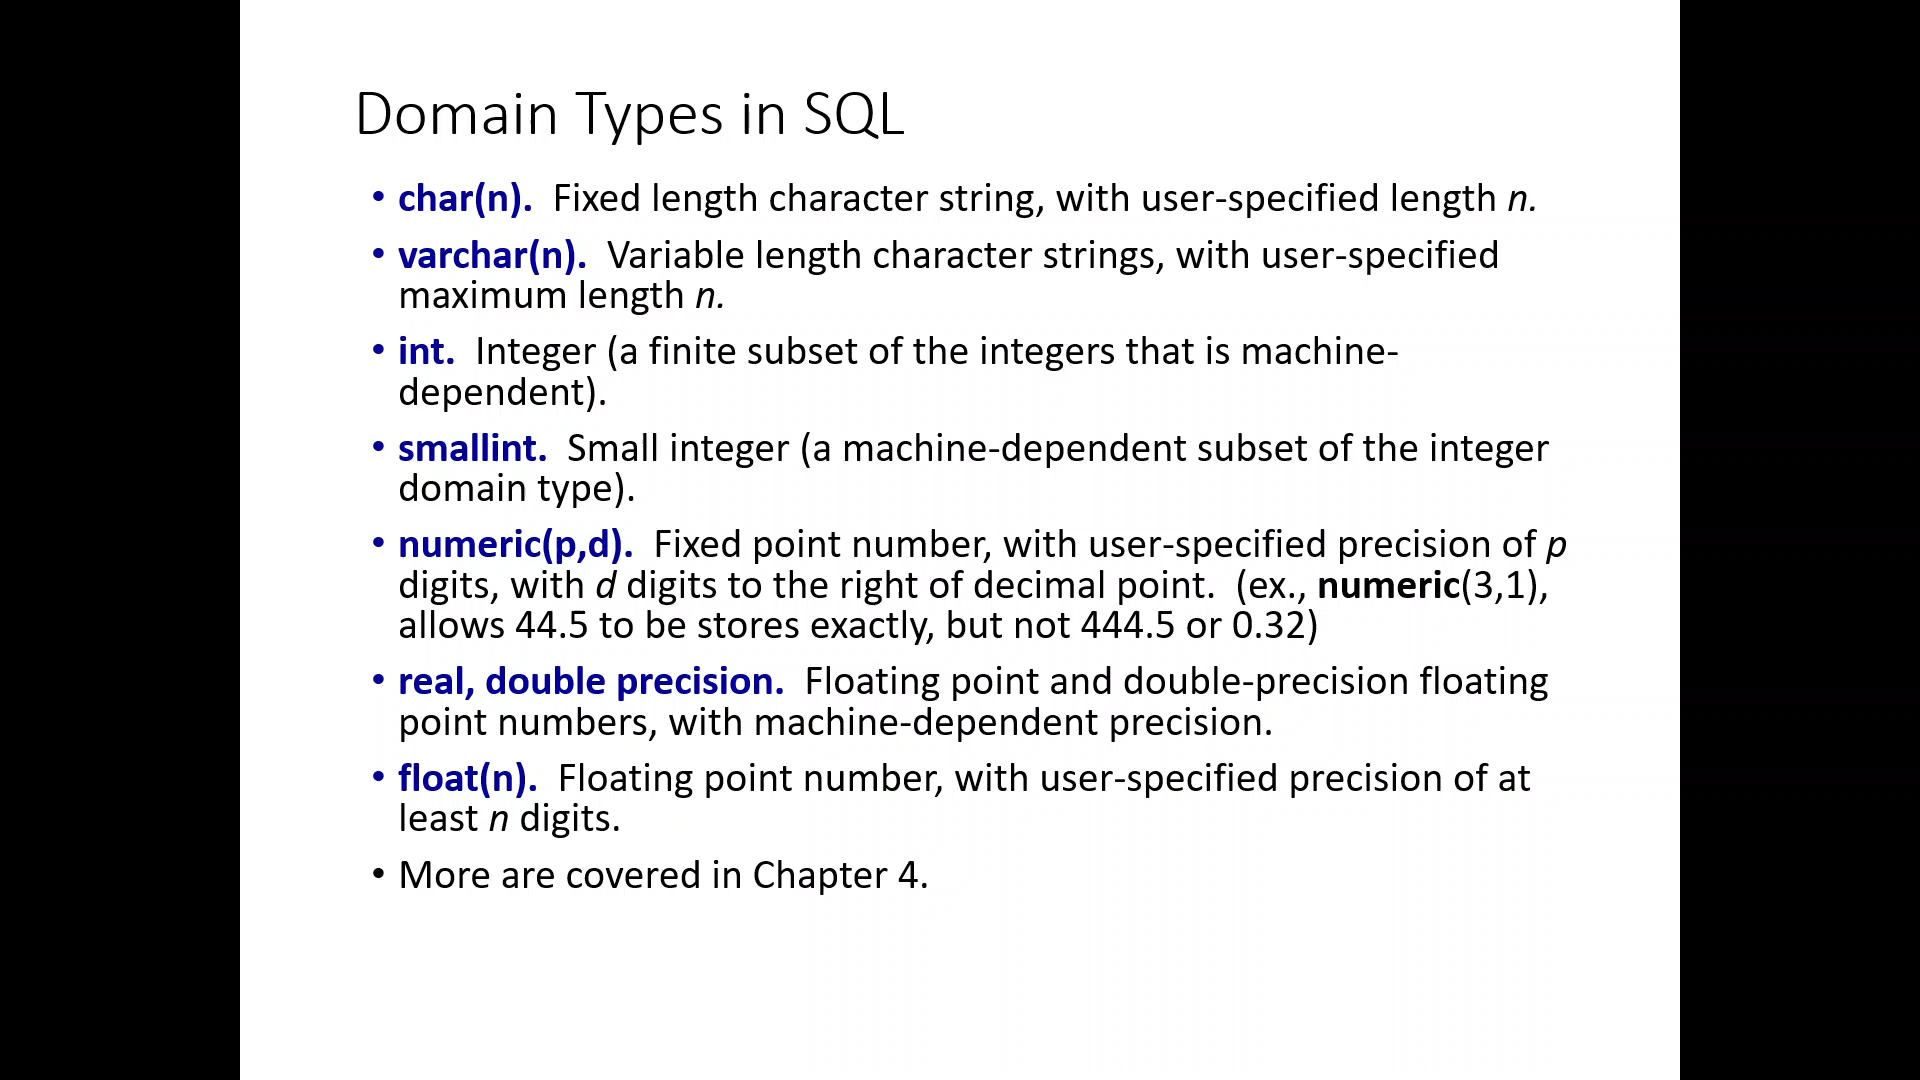 Domain Types in SQL
• char(n). Fixed length character string, with user-specified length n.
• varchar(n). Variable length character strings, with user-specified
maximum length n.
• int. Integer (a finite subset of the integers that is machine-
dependent).
• smallint. Small integer (a machine-dependent subset of the integer
domain type).
• numeric(p,d). Fixed point number, with user-specified precision of p
digits, with d digits to the right of decimal point. (ex., numeric(3,1),
allows 44.5 to be stores exactly, but not 444.5 or 0.32)
• real, double precision. Floating point and double-precision floating
point numbers, with machine-dependent precision.
• float(n). Floating point number, with user-specified precision of at
least n digits.
• More are covered in Chapter 4.